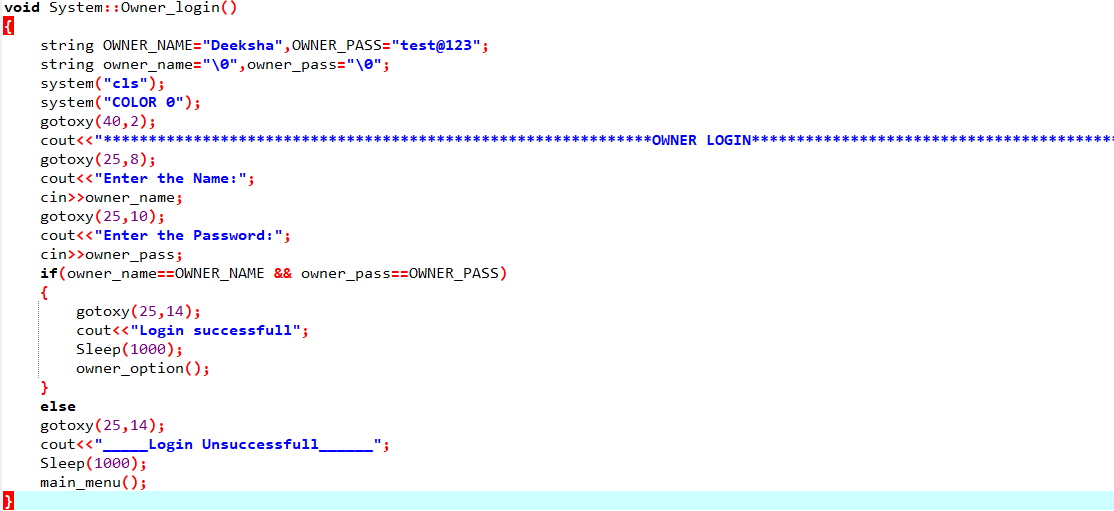 void System::Owner_login()
{
    string OWNER_NAME="Deeksha",OWNER_PASS="test@123";
    string owner_name="\0",owner_pass="\0";
    system("cls");
    system("COLOR 0");
    gotoxy(40,2);
    cout<<"*************************************************************OWNER LOGIN*****************************************
    gotoxy(25,8);
    cout<<"Enter the Name:";
    cin>>owner_name;
    gotoxy(25,10);
    cout<<"Enter the Password:";
    cin>>owner_pass;
    if(owner_name==OWNER_NAME && owner_pass==OWNER_PASS)
    {
        gotoxy(25,14);
        cout<<"Login successfull";
        Sleep(1000);
        owner_option();
    }
    else
    gotoxy(25,14);
    cout<<"_____Login Unsuccessfull______";
    Sleep(1000);
    main_menu();
}